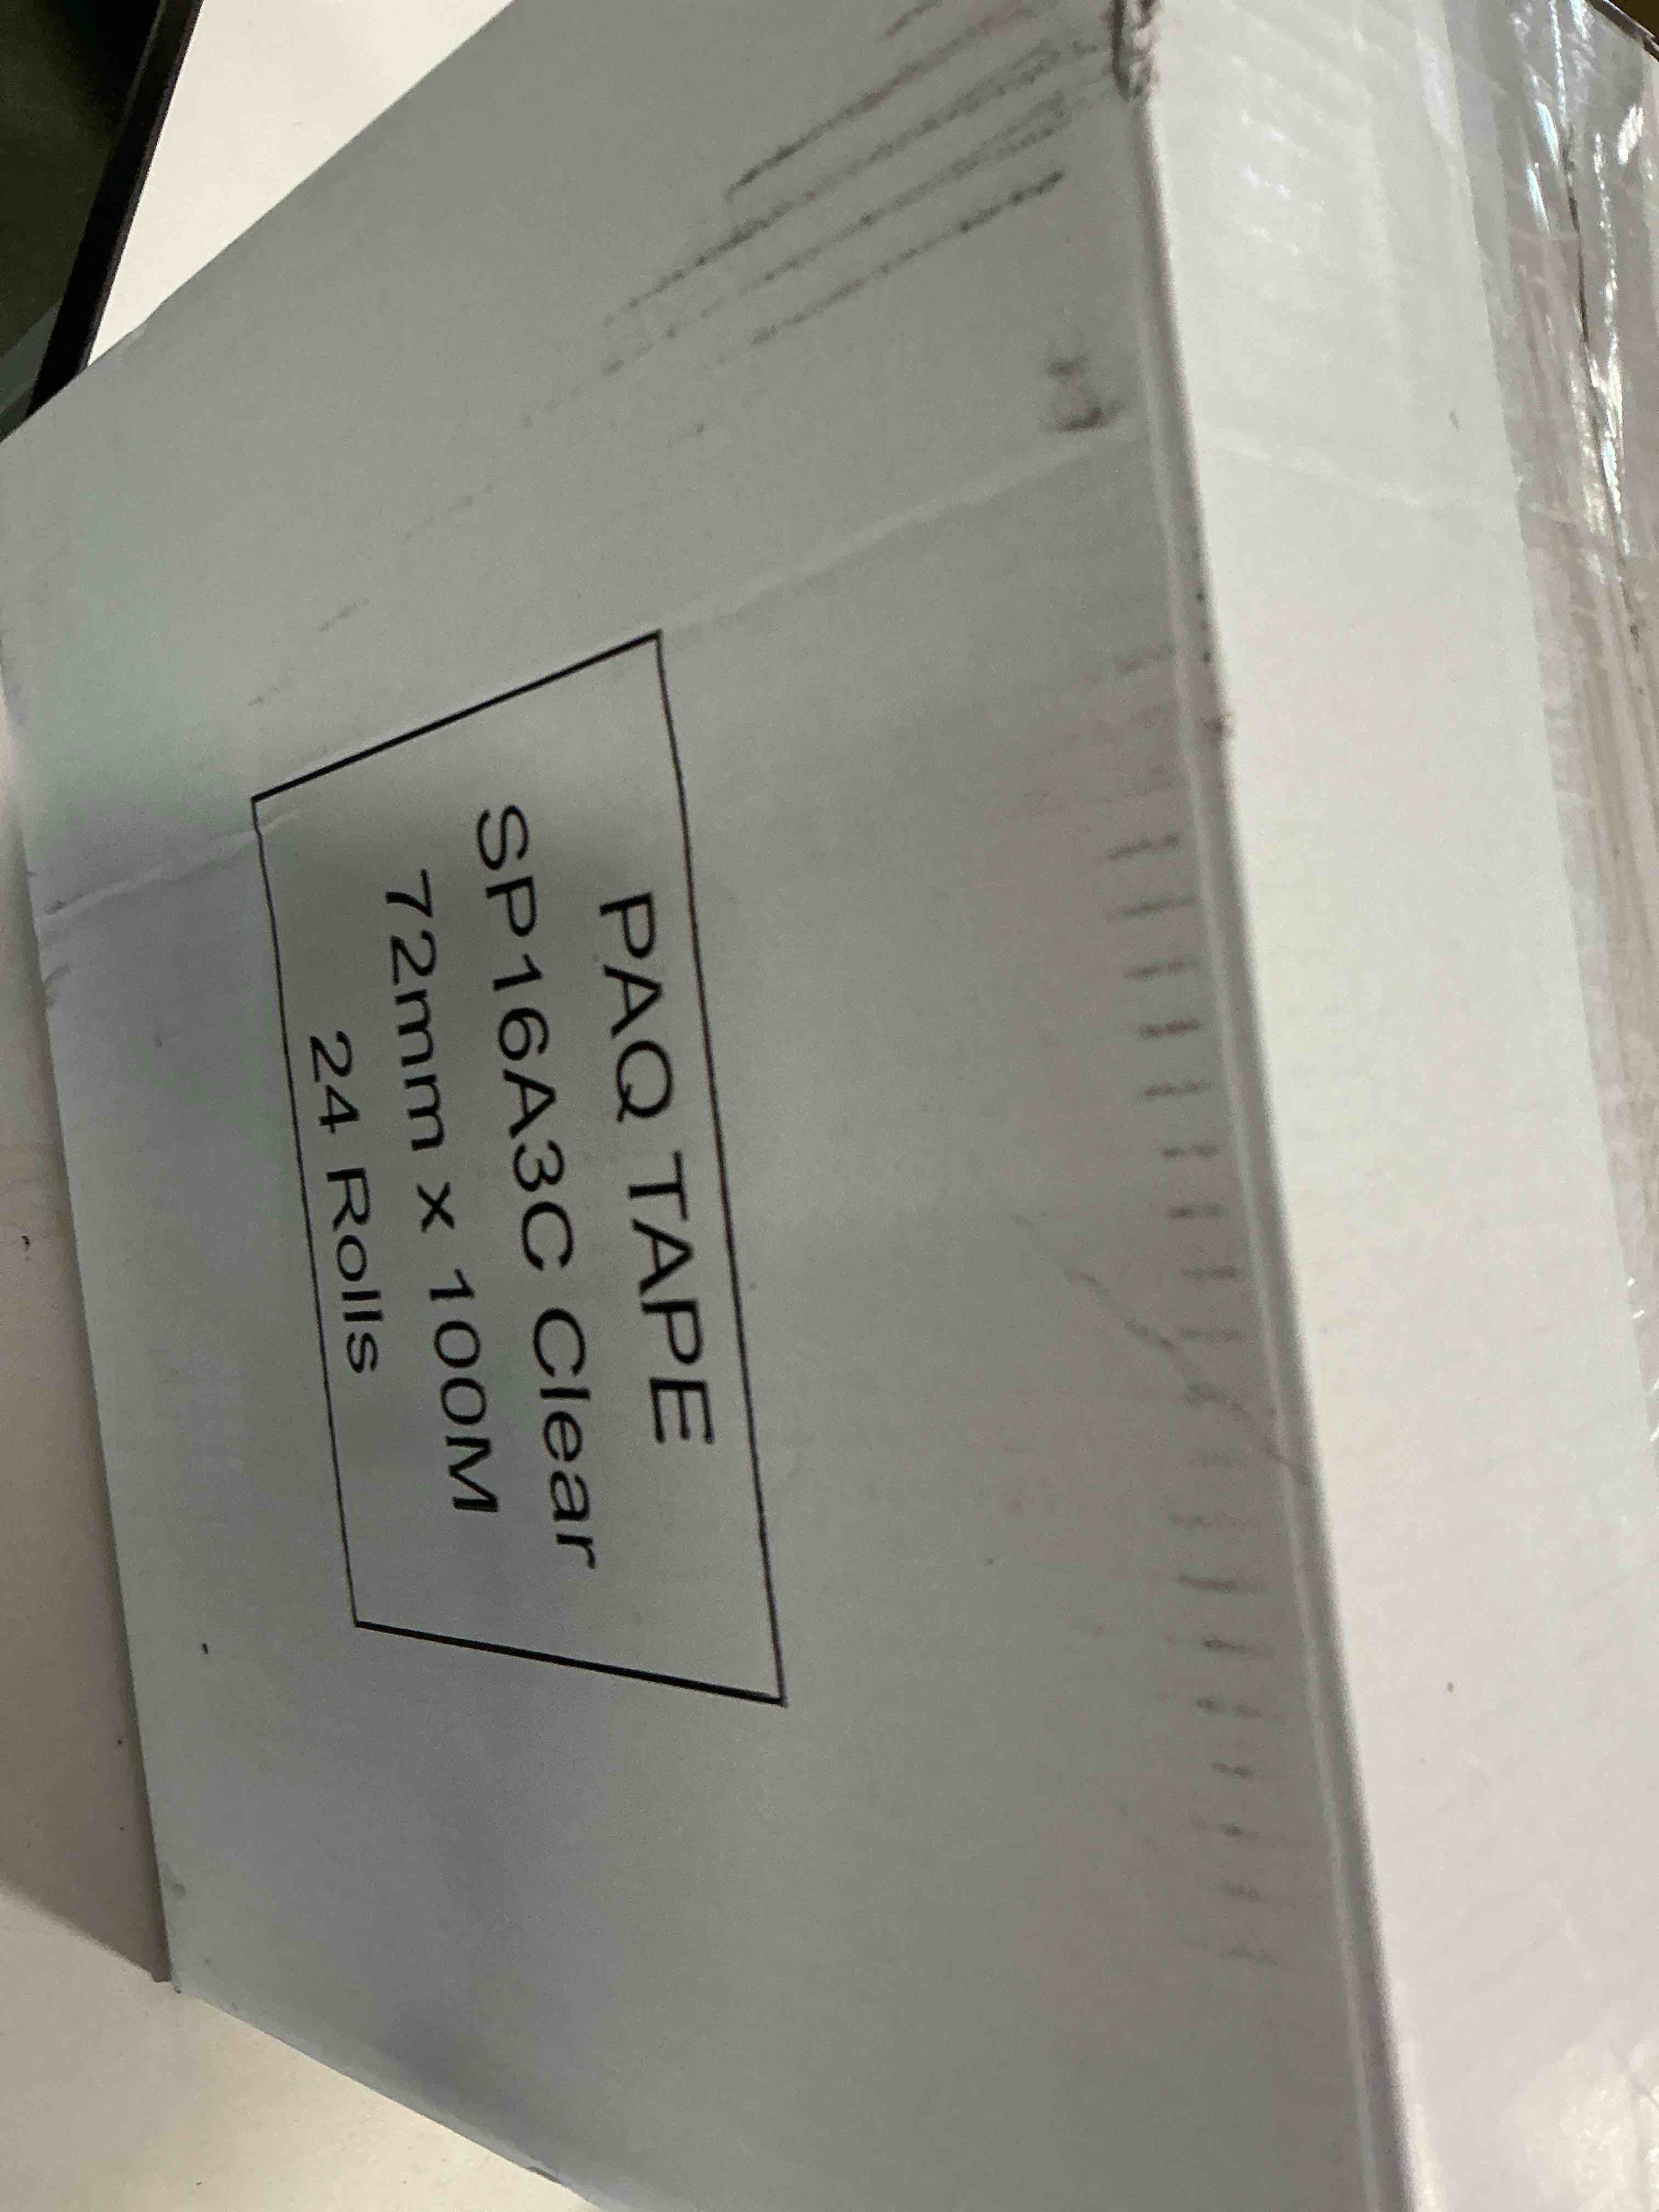 PAQ TAPE
SP16A3C Clear
72mm x 100M
24 Rolls